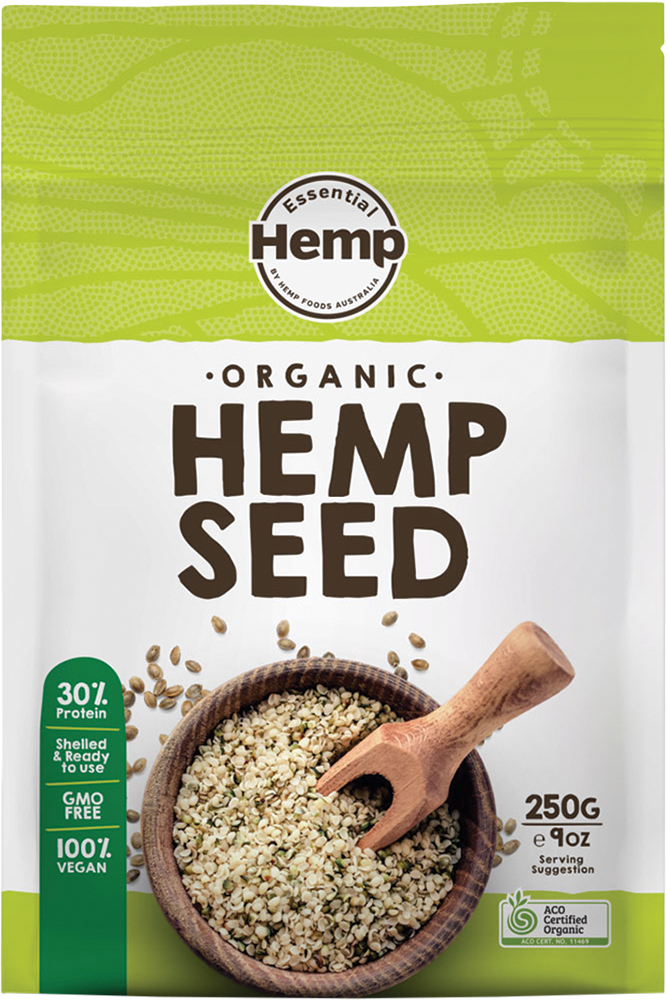 Essential
Hemp
BY HEMP FOODS AUSTRALIA
·ORGANIC·
HEMP
SEED
30%
Protein
Shelled
& Ready
to use
GMO
FREE
100%
VEGAN
250G
e 9oz
Serving
Suggestion
ACO
Certified
Organic
ACO CERT. NO. 11469